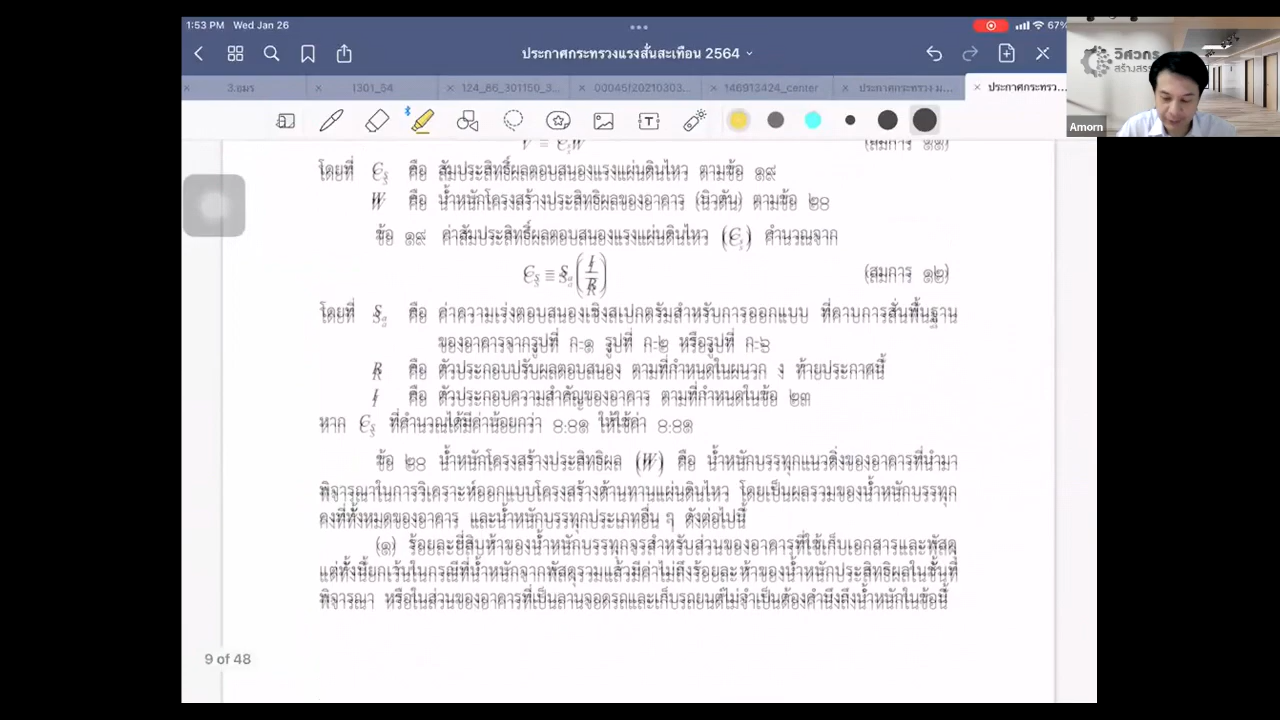 1:53 PM Wed Jan 26
67%
ประกาศกระทรวงแรงสั่นสะเทือน 2564
3.อมร
1301_54
124_86_301150_3...
00045f(20210303...
146913424_center
ประกาศกระทรวง ม...
ประกาศกระทรว...
วิศวกร
Amorn
V = CₛW (สมการ ๑๑)
โดยที่ Cₛ คือ สัมประสิทธิ์ผลตอบสนองแรงแผ่นดินไหว ตามข้อ ๑๙
W คือ น้ำหนักโครงสร้างประสิทธิผลของอาคาร (นิวตัน) ตามข้อ ๒๐
ข้อ ๑๙ ค่าสัมประสิทธิ์ผลตอบสนองแรงแผ่นดินไหว (Cₛ) คำนวณจาก
Cₛ = Sₐ(I/R) (สมการ ๑๒)
โดยที่ Sₐ คือ ค่าความเร่งตอบสนองเชิงสเปกตรัมสำหรับการออกแบบ ที่คาบการสั่นพื้นฐาน
ของอาคารจากรูปที่ ก-๑ รูปที่ ก-๒ หรือรูปที่ ก-๖
R คือ ตัวประกอบปรับผลตอบสนอง ตามที่กำหนดในผนวก ง ท้ายประกาศนี้
I คือ ตัวประกอบความสำคัญของอาคาร ตามที่กำหนดในข้อ ๒๓
หาก Cₛ ที่คำนวณได้มีค่าน้อยกว่า ๐.๐๑ ให้ใช้ค่า ๐.๐๑
ข้อ ๒๐ น้ำหนักโครงสร้างประสิทธิผล (W) คือ น้ำหนักบรรทุกแนวดิ่งของอาคารที่นำมา
พิจารณาในการวิเคราะห์ออกแบบโครงสร้างต้านทานแผ่นดินไหว โดยเป็นผลรวมของน้ำหนักบรรทุก
คงที่ทั้งหมดของอาคาร และน้ำหนักบรรทุกประเภทอื่น ๆ ดังต่อไปนี้
(๑) ร้อยละยี่สิบห้าของน้ำหนักบรรทุกจรสำหรับส่วนของอาคารที่ใช้เก็บเอกสารและพัสดุ
แต่ทั้งนี้ยกเว้นในกรณีที่น้ำหนักจากพัสดุรวมแล้วมีค่าไม่ถึงร้อยละห้าของน้ำหนักประสิทธิผลในชั้นที่
พิจารณา หรือในส่วนของอาคารที่เป็นลานจอดรถและเก็บรถยนต์ไม่จำเป็นต้องคำนึงถึงน้ำหนักในข้อนี้
9 of 48